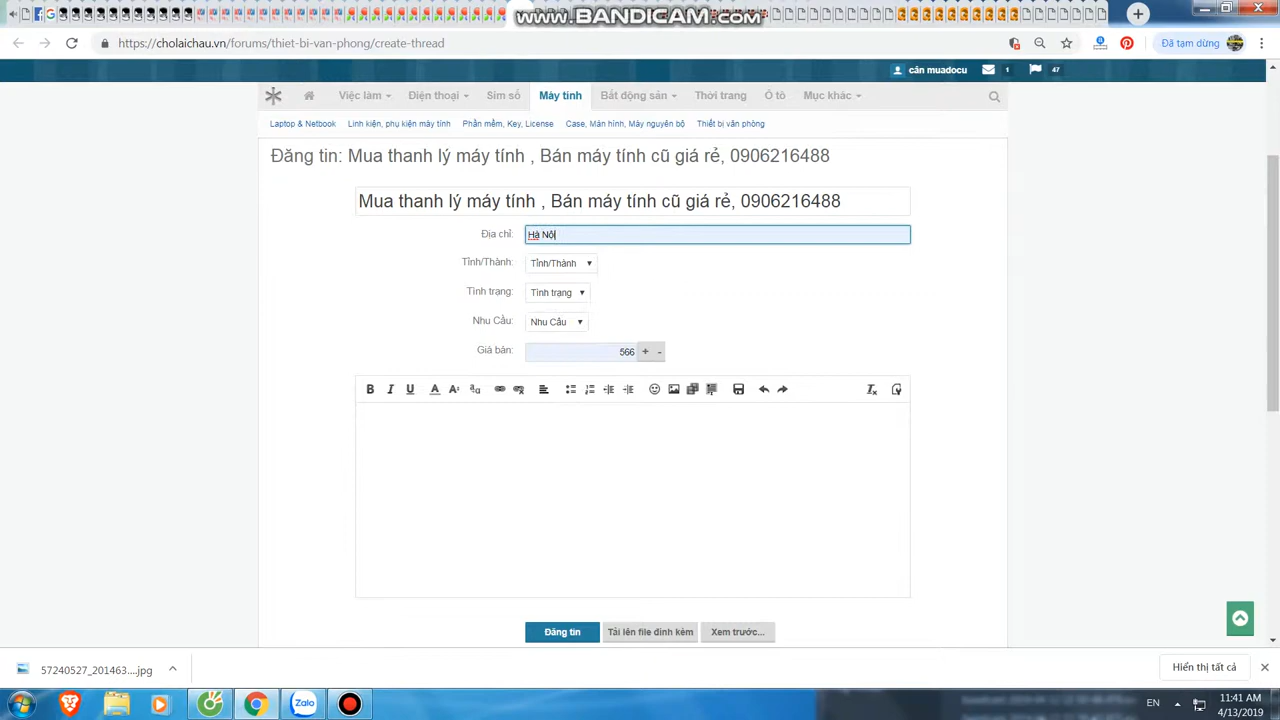 www.BANDICAM.com
https://cholaichau.vn/forums/thiet-bi-van-phong/create-thread
Đã tạm dừng
cần muadocu 1 47
Việc làm Điện thoại Sim số Máy tính Bất động sản Thời trang Ô tô Mục khác
Laptop & Netbook Linh kiện, phụ kiện máy tính Phần mềm, Key, License Case, Màn hình, Máy nguyên bộ Thiết bị văn phòng
Đăng tin: Mua thanh lý máy tính , Bán máy tính cũ giá rẻ, 0906216488
Mua thanh lý máy tính , Bán máy tính cũ giá rẻ, 0906216488
Địa chỉ: Hà Nôi
Tỉnh/Thành: Tỉnh/Thành
Tình trạng: Tình trạng
Nhu Cầu: Nhu Cầu
Giá bán: 566 + -
Đăng tin Tải lên file đính kèm Xem trước...
57240527_201463....jpg Hiển thị tất cả
Zalo
EN 11:41 AM
4/13/2019